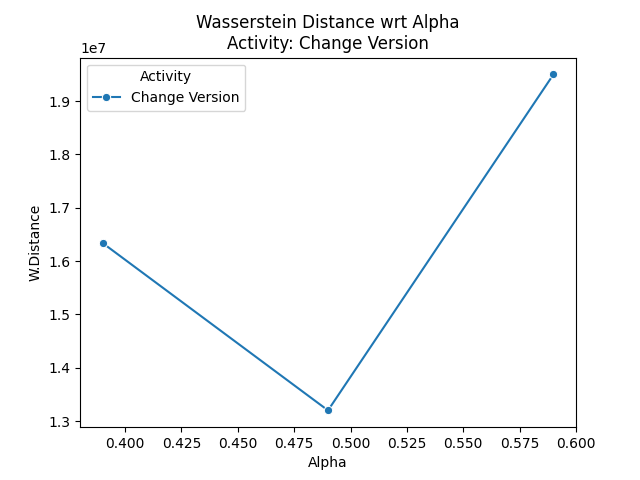 Wasserstein Distance wrt Alpha
Activity: Change Version
1e7
Activity
Change Version
1.9
1.8
1.7
1.6
1.5
1.4
1.3
W.Distance
0.400 0.425 0.450 0.475 0.500 0.525 0.550 0.575 0.600
Alpha